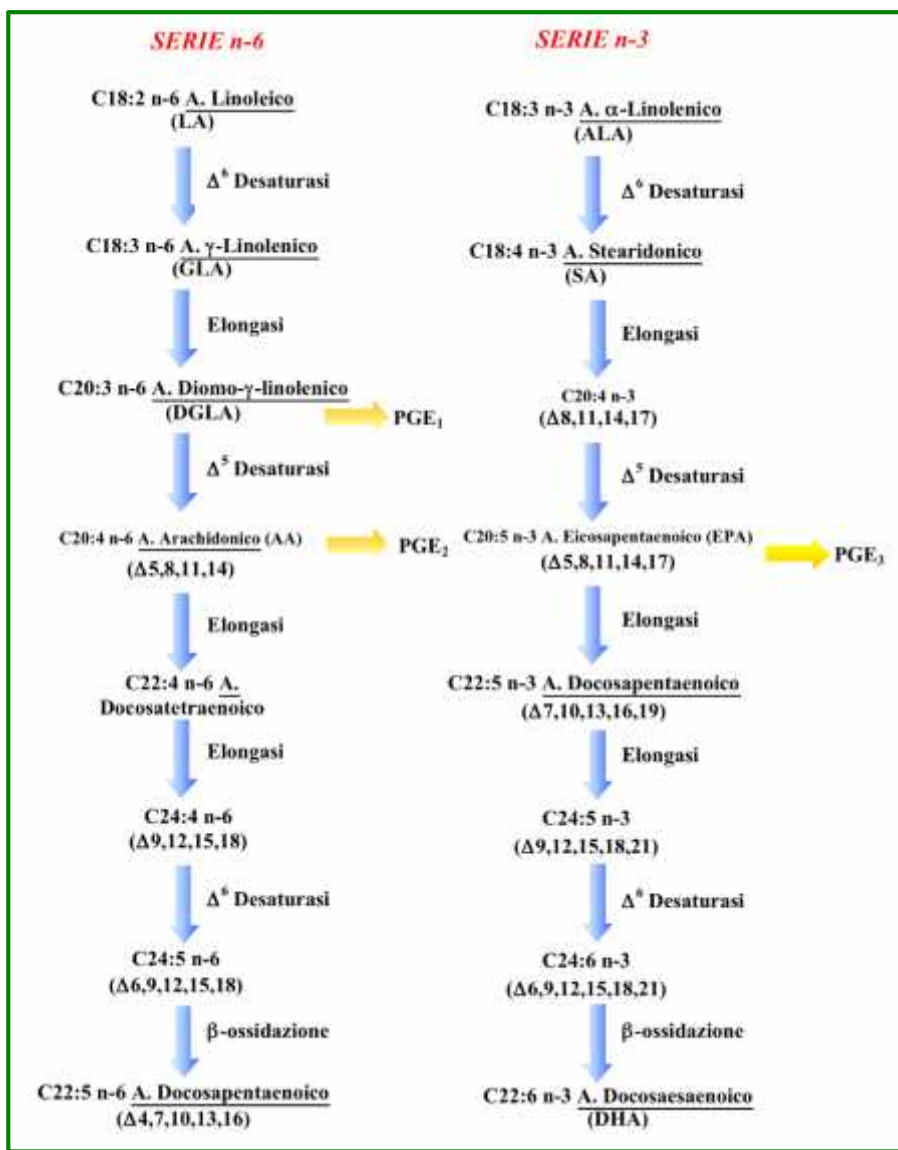 SERIE n-6
C18:2 n-6 A. Linoleico
(LA)
Δ⁶ Desaturasi
C18:3 n-6 A. γ-Linolenico
(GLA)
Elongasi
C20:3 n-6 A. Diomo-γ-linolenico
(DGLA)
PGE₁
Δ⁵ Desaturasi
C20:4 n-6 A. Arachidonico (AA)
PGE₂
(Δ5,8,11,14)
Elongasi
C22:4 n-6 A.
Docosatetraenoico
Elongasi
C24:4 n-6
(Δ9,12,15,18)
Δ⁶ Desaturasi
C24:5 n-6
(Δ6,9,12,15,18)
β-ossidazione
C22:5 n-6 A. Docosapentaenoico
(Δ4,7,10,13,16)
SERIE n-3
C18:3 n-3 A. α-Linolenico
(ALA)
Δ⁶ Desaturasi
C18:4 n-3 A. Stearidonico
(SA)
Elongasi
C20:4 n-3
(Δ8,11,14,17)
Δ⁵ Desaturasi
C20:5 n-3 A. Eicosapentaenoico (EPA)
PGE₃
(Δ5,8,11,14,17)
Elongasi
C22:5 n-3 A. Docosapentaenoico
(Δ7,10,13,16,19)
Elongasi
C24:5 n-3
(Δ9,12,15,18,21)
Δ⁶ Desaturasi
C24:6 n-3
(Δ6,9,12,15,18,21)
β-ossidazione
C22:6 n-3 A. Docosaesaenoico
(DHA)